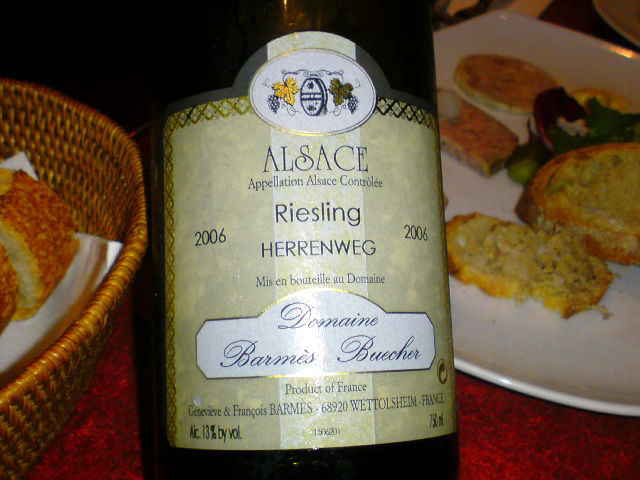 ALSACE
Appellation Alsace Contrôlée
Riesling
2006 2006
HERRENWEG
Mis en bouteille au Domaine
Domaine
Barmès Buecher
Product of France
Geneviève & François BARMES - 68920 WETTOLSHEIM - FRANCE
Alc. 13% by vol. 750 ml